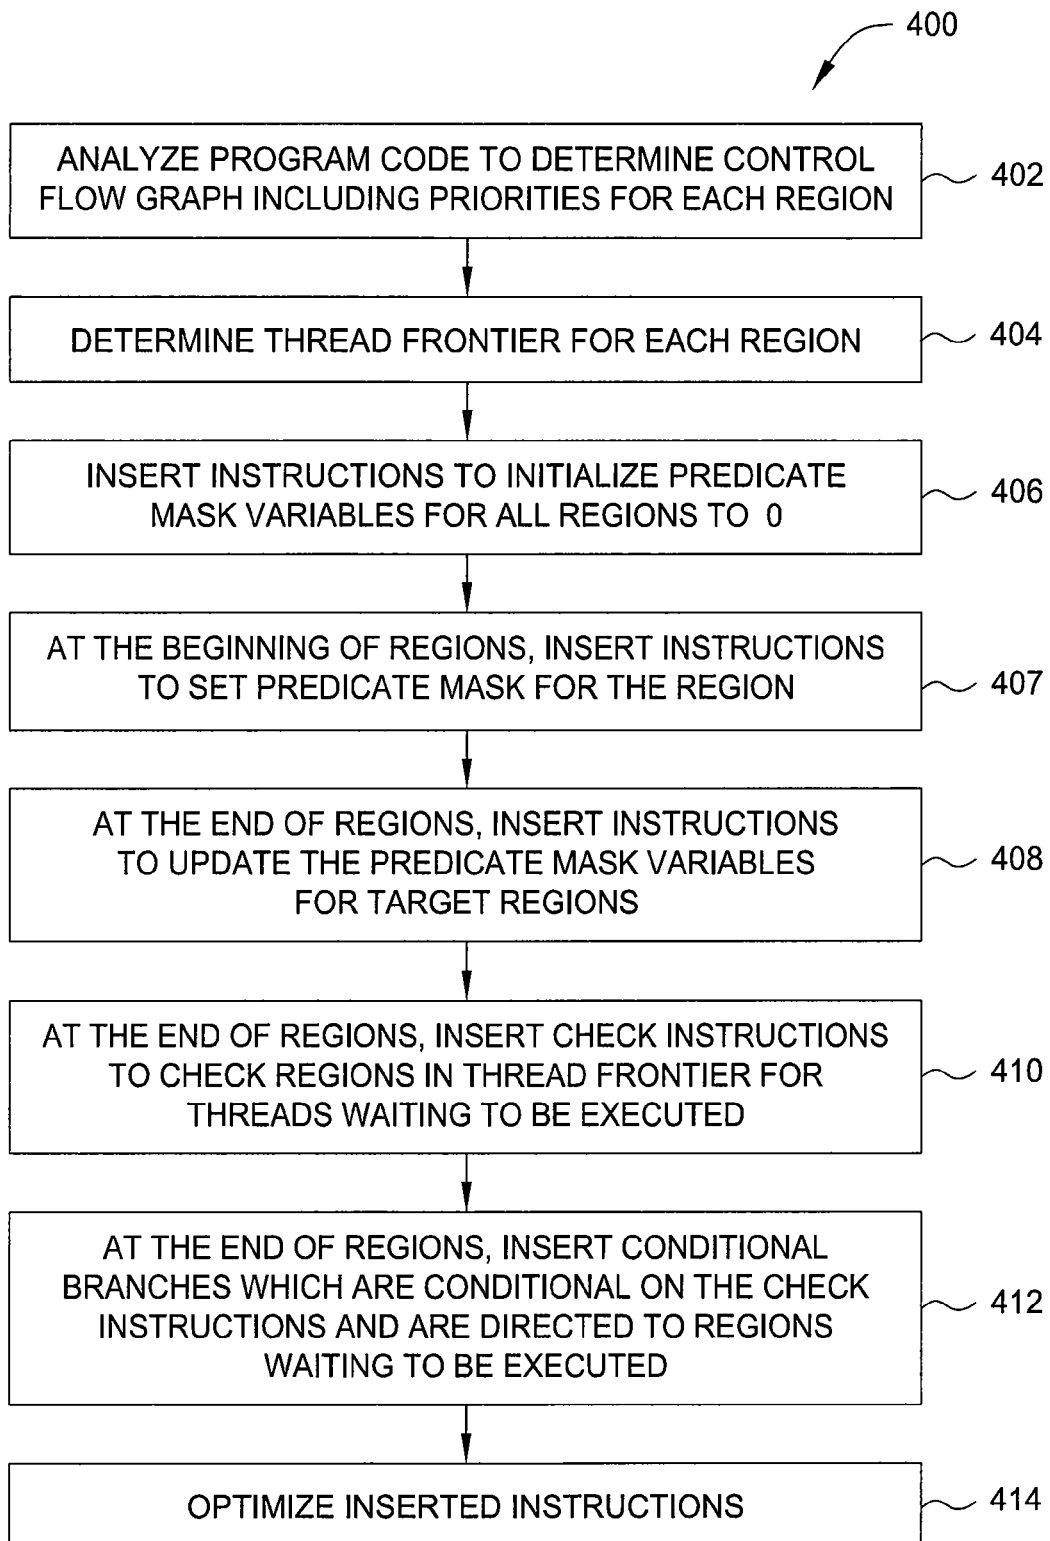 400
ANALYZE PROGRAM CODE TO DETERMINE CONTROL
FLOW GRAPH INCLUDING PRIORITIES FOR EACH REGION
402
DETERMINE THREAD FRONTIER FOR EACH REGION
404
INSERT INSTRUCTIONS TO INITIALIZE PREDICATE
MASK VARIABLES FOR ALL REGIONS TO 0
406
AT THE BEGINNING OF REGIONS, INSERT INSTRUCTIONS
TO SET PREDICATE MASK FOR THE REGION
407
AT THE END OF REGIONS, INSERT INSTRUCTIONS
TO UPDATE THE PREDICATE MASK VARIABLES
FOR TARGET REGIONS
408
AT THE END OF REGIONS, INSERT CHECK INSTRUCTIONS
TO CHECK REGIONS IN THREAD FRONTIER FOR
THREADS WAITING TO BE EXECUTED
410
AT THE END OF REGIONS, INSERT CONDITIONAL
BRANCHES WHICH ARE CONDITIONAL ON THE CHECK
INSTRUCTIONS AND ARE DIRECTED TO REGIONS
WAITING TO BE EXECUTED
412
OPTIMIZE INSERTED INSTRUCTIONS
414